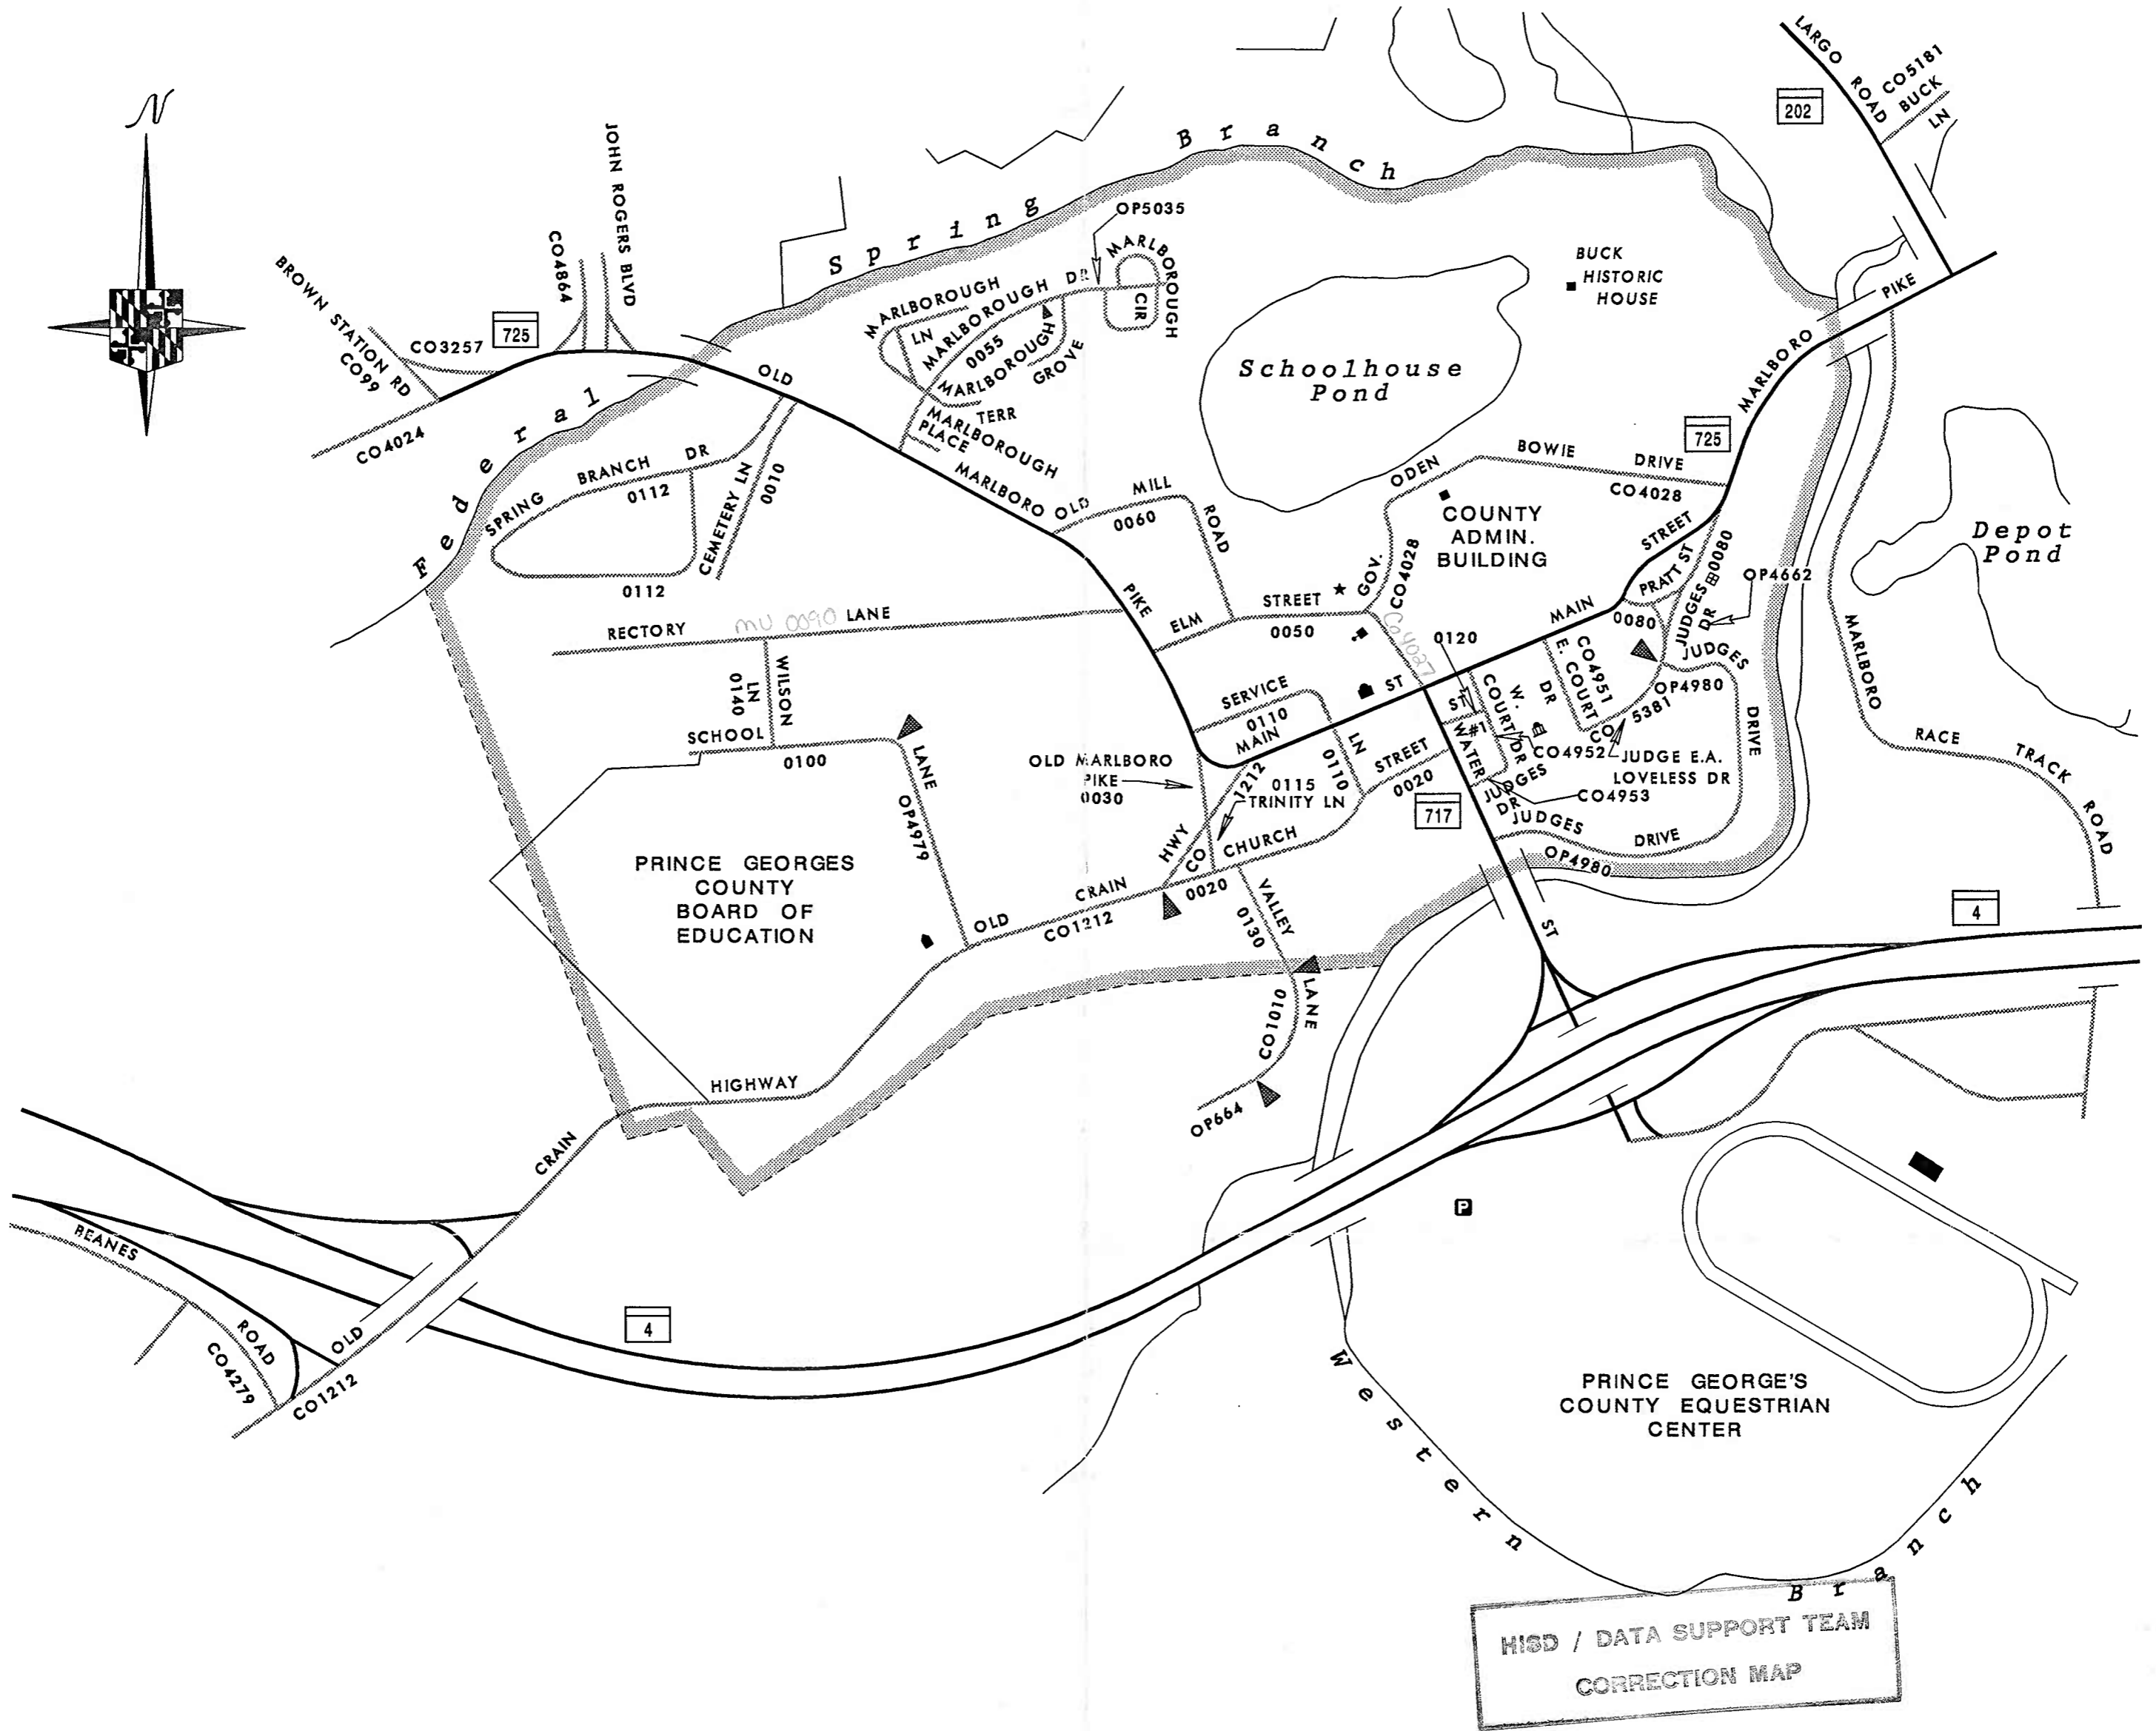 N
LARGO ROAD
202
CO5181
BUCK LN
JOHN ROGERS BLVD
CO4864
BROWN STATION RD
CO99
CO3257
725
CO4024
Federal Spring Branch
OP5035
MARLBOROUGH CIR
MARLBOROUGH LN
MARLBOROUGH DR
0055
MARLBOROUGH GROVE
MARLBOROUGH TERR
MARLBOROUGH PLACE
BUCK
HISTORIC
HOUSE
Schoolhouse
Pond
OLD MARLBORO PIKE
MARLBORO PIKE
725
SPRING BRANCH DR
0112
0112
CEMETERY LN
0010
OLD MILL ROAD
0060
GOV. ODEN BOWIE DRIVE
CO4028
CO4028
COUNTY
ADMIN.
BUILDING
Depot
Pond
RECTORY LANE
MU 0090
ELM STREET
0050
CO4027
MAIN STREET
PRATT ST
0080
0080
JUDGES DR
OP4662
0120
WILSON LN
0140
SCHOOL LANE
0100
OP4979
SERVICE LN
0110
0110
MAIN ST
W. COURT DR
E. COURT DR
CO4951
CO4952
CO4953
JUDGES DRIVE
OP4980
OP4980
CO 5381
JUDGE E.A.
LOVELESS DR
ST #1
WATER ST
JUDGES DR
717
OLD MARLBORO
PIKE
0030
CO 1212
HWY
0115
TRINITY LN
CHURCH STREET
0020
0020
OLD CRAIN HIGHWAY
CO1212
VALLEY LANE
0130
CO1010
OP664
PRINCE GEORGES
COUNTY
BOARD OF
EDUCATION
MARLBORO RACE TRACK ROAD
4
BEANES ROAD
CO4279
OLD CRAIN
CO1212
4
P
PRINCE GEORGE'S
COUNTY EQUESTRIAN
CENTER
Western Branch
HISD / DATA SUPPORT TEAM
CORRECTION MAP